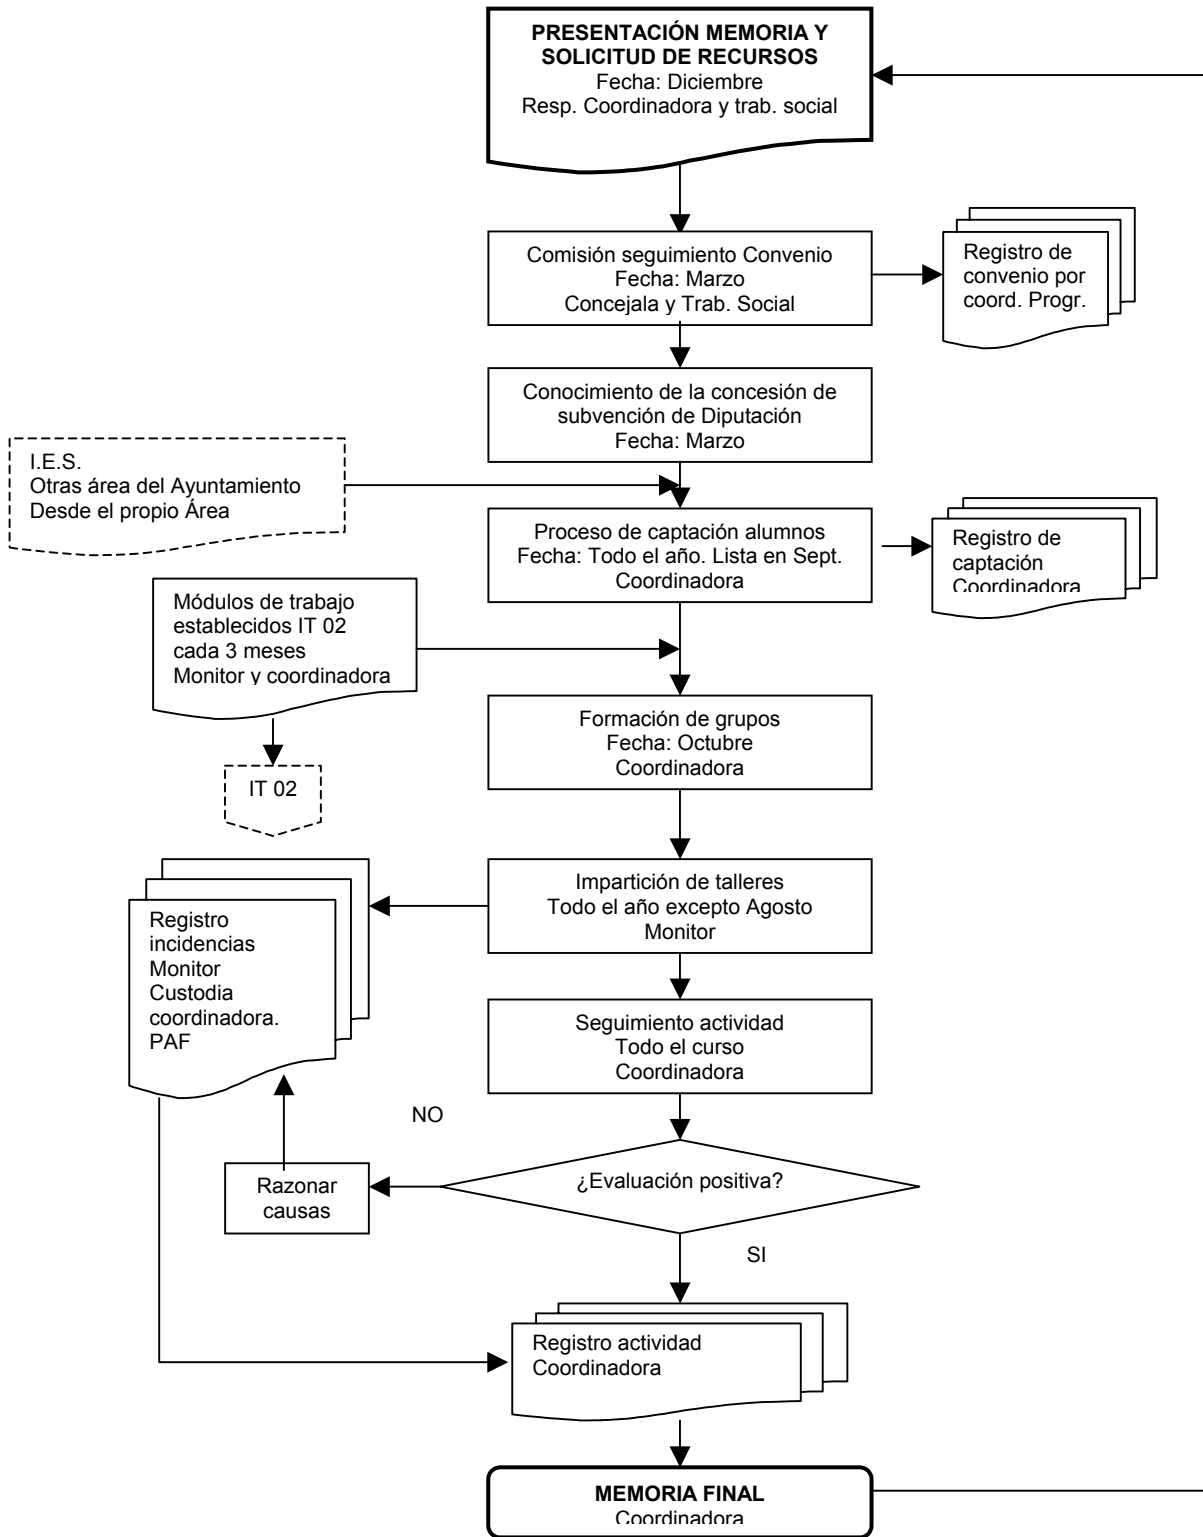 PRESENTACIÓN MEMORIA Y
SOLICITUD DE RECURSOS
Fecha: Diciembre
Resp. Coordinadora y trab. social
Comisión seguimiento Convenio
Fecha: Marzo
Concejala y Trab. Social
Registro de
convenio por
coord. Progr.
Conocimiento de la concesión de
subvención de Diputación
Fecha: Marzo
I.E.S.
Otras área del Ayuntamiento
Desde el propio Área
Proceso de captación alumnos
Fecha: Todo el año. Lista en Sept.
Coordinadora
Registro de
captación
Coordinadora
Módulos de trabajo
establecidos IT 02
cada 3 meses
Monitor y coordinadora
Formación de grupos
Fecha: Octubre
Coordinadora
IT 02
Impartición de talleres
Todo el año excepto Agosto
Monitor
Registro
incidencias
Monitor
Custodia
coordinadora.
PAF
Seguimiento actividad
Todo el curso
Coordinadora
NO
¿Evaluación positiva?
Razonar
causas
SI
Registro actividad
Coordinadora
MEMORIA FINAL
Coordinadora